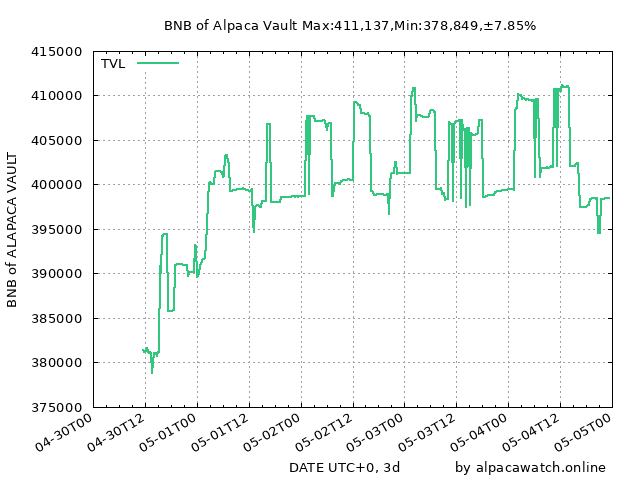 BNB of Alpaca Vault Max:411,137,Min:378,849,±7.85%
TVL
415000
410000
405000
400000
395000
390000
385000
380000
375000
BNB of ALAPACA VAULT
04-30T00
04-30T12
05-01T00
05-01T12
05-02T00
05-02T12
05-03T00
05-03T12
05-04T00
05-04T12
05-05T00
DATE UTC+0, 3d
by alpacawatch.online